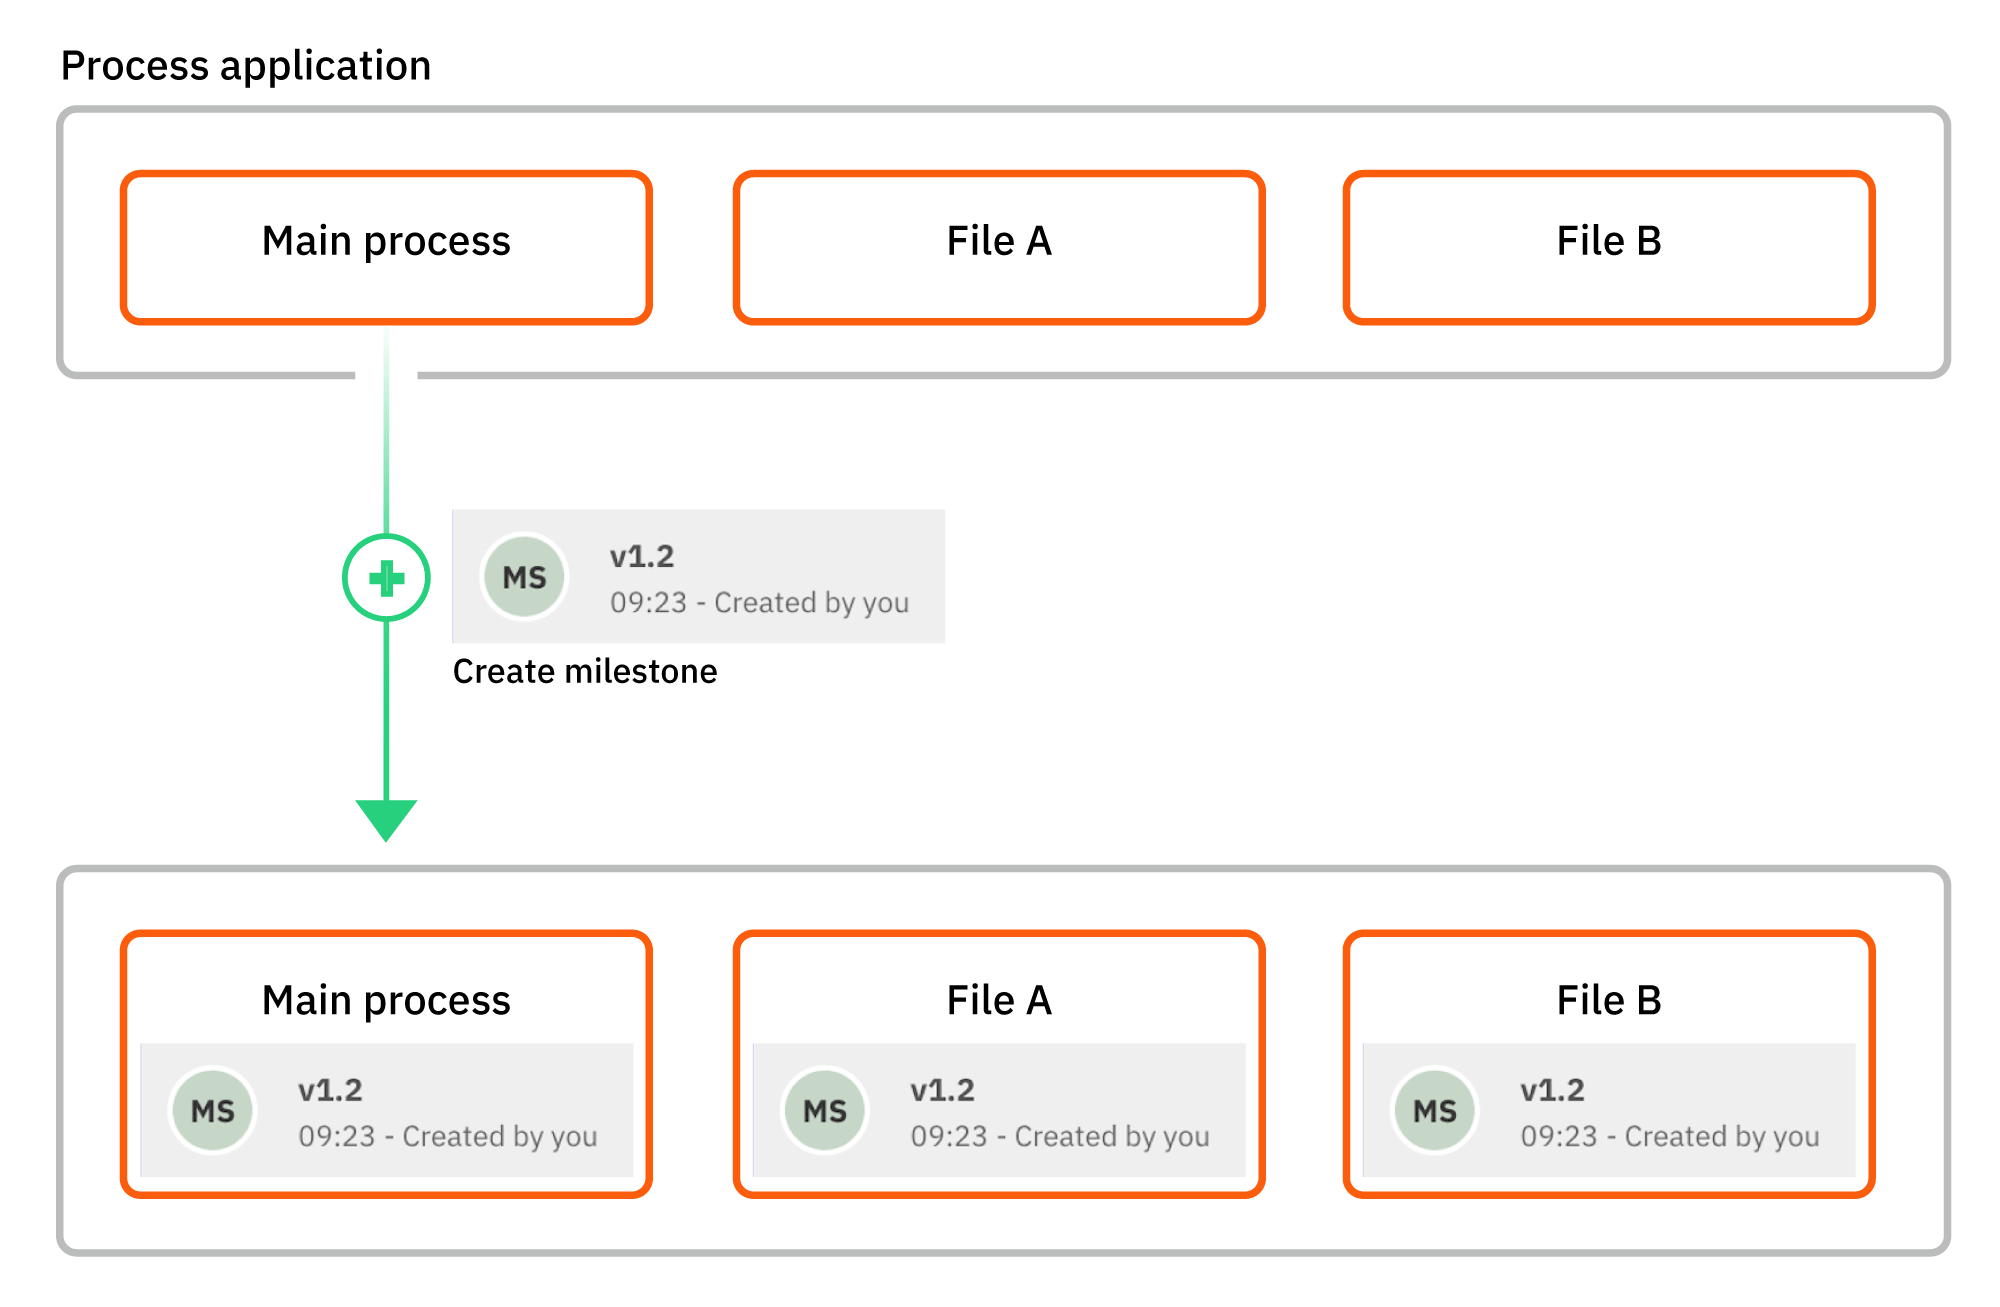 Process application
Main process
File A
File B
MS
v1.2
09:23 - Created by you
Create milestone
Main process
MS
v1.2
09:23 - Created by you
File A
MS
v1.2
09:23 - Created by you
File B
MS
v1.2
09:23 - Created by you